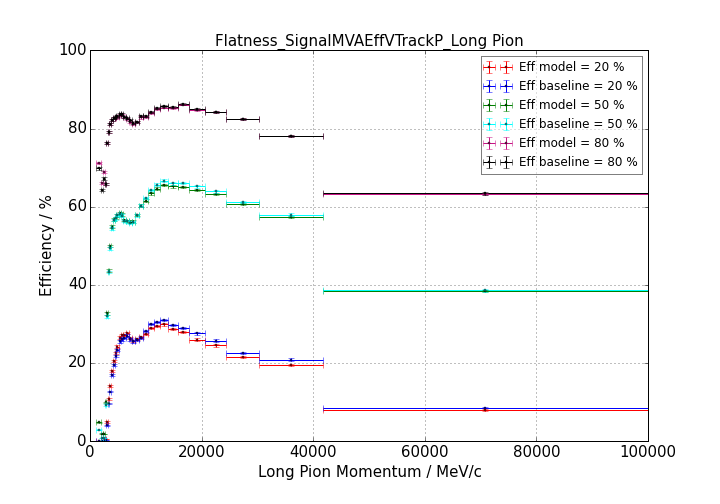 Flatness_SignalMVAEffVTrackP_Long Pion
100
80
60
40
20
0
Efficiency / %
Eff model = 20 %
Eff baseline = 20 %
Eff model = 50 %
Eff baseline = 50 %
Eff model = 80 %
Eff baseline = 80 %
0 20000 40000 60000 80000 100000
Long Pion Momentum / MeV/c